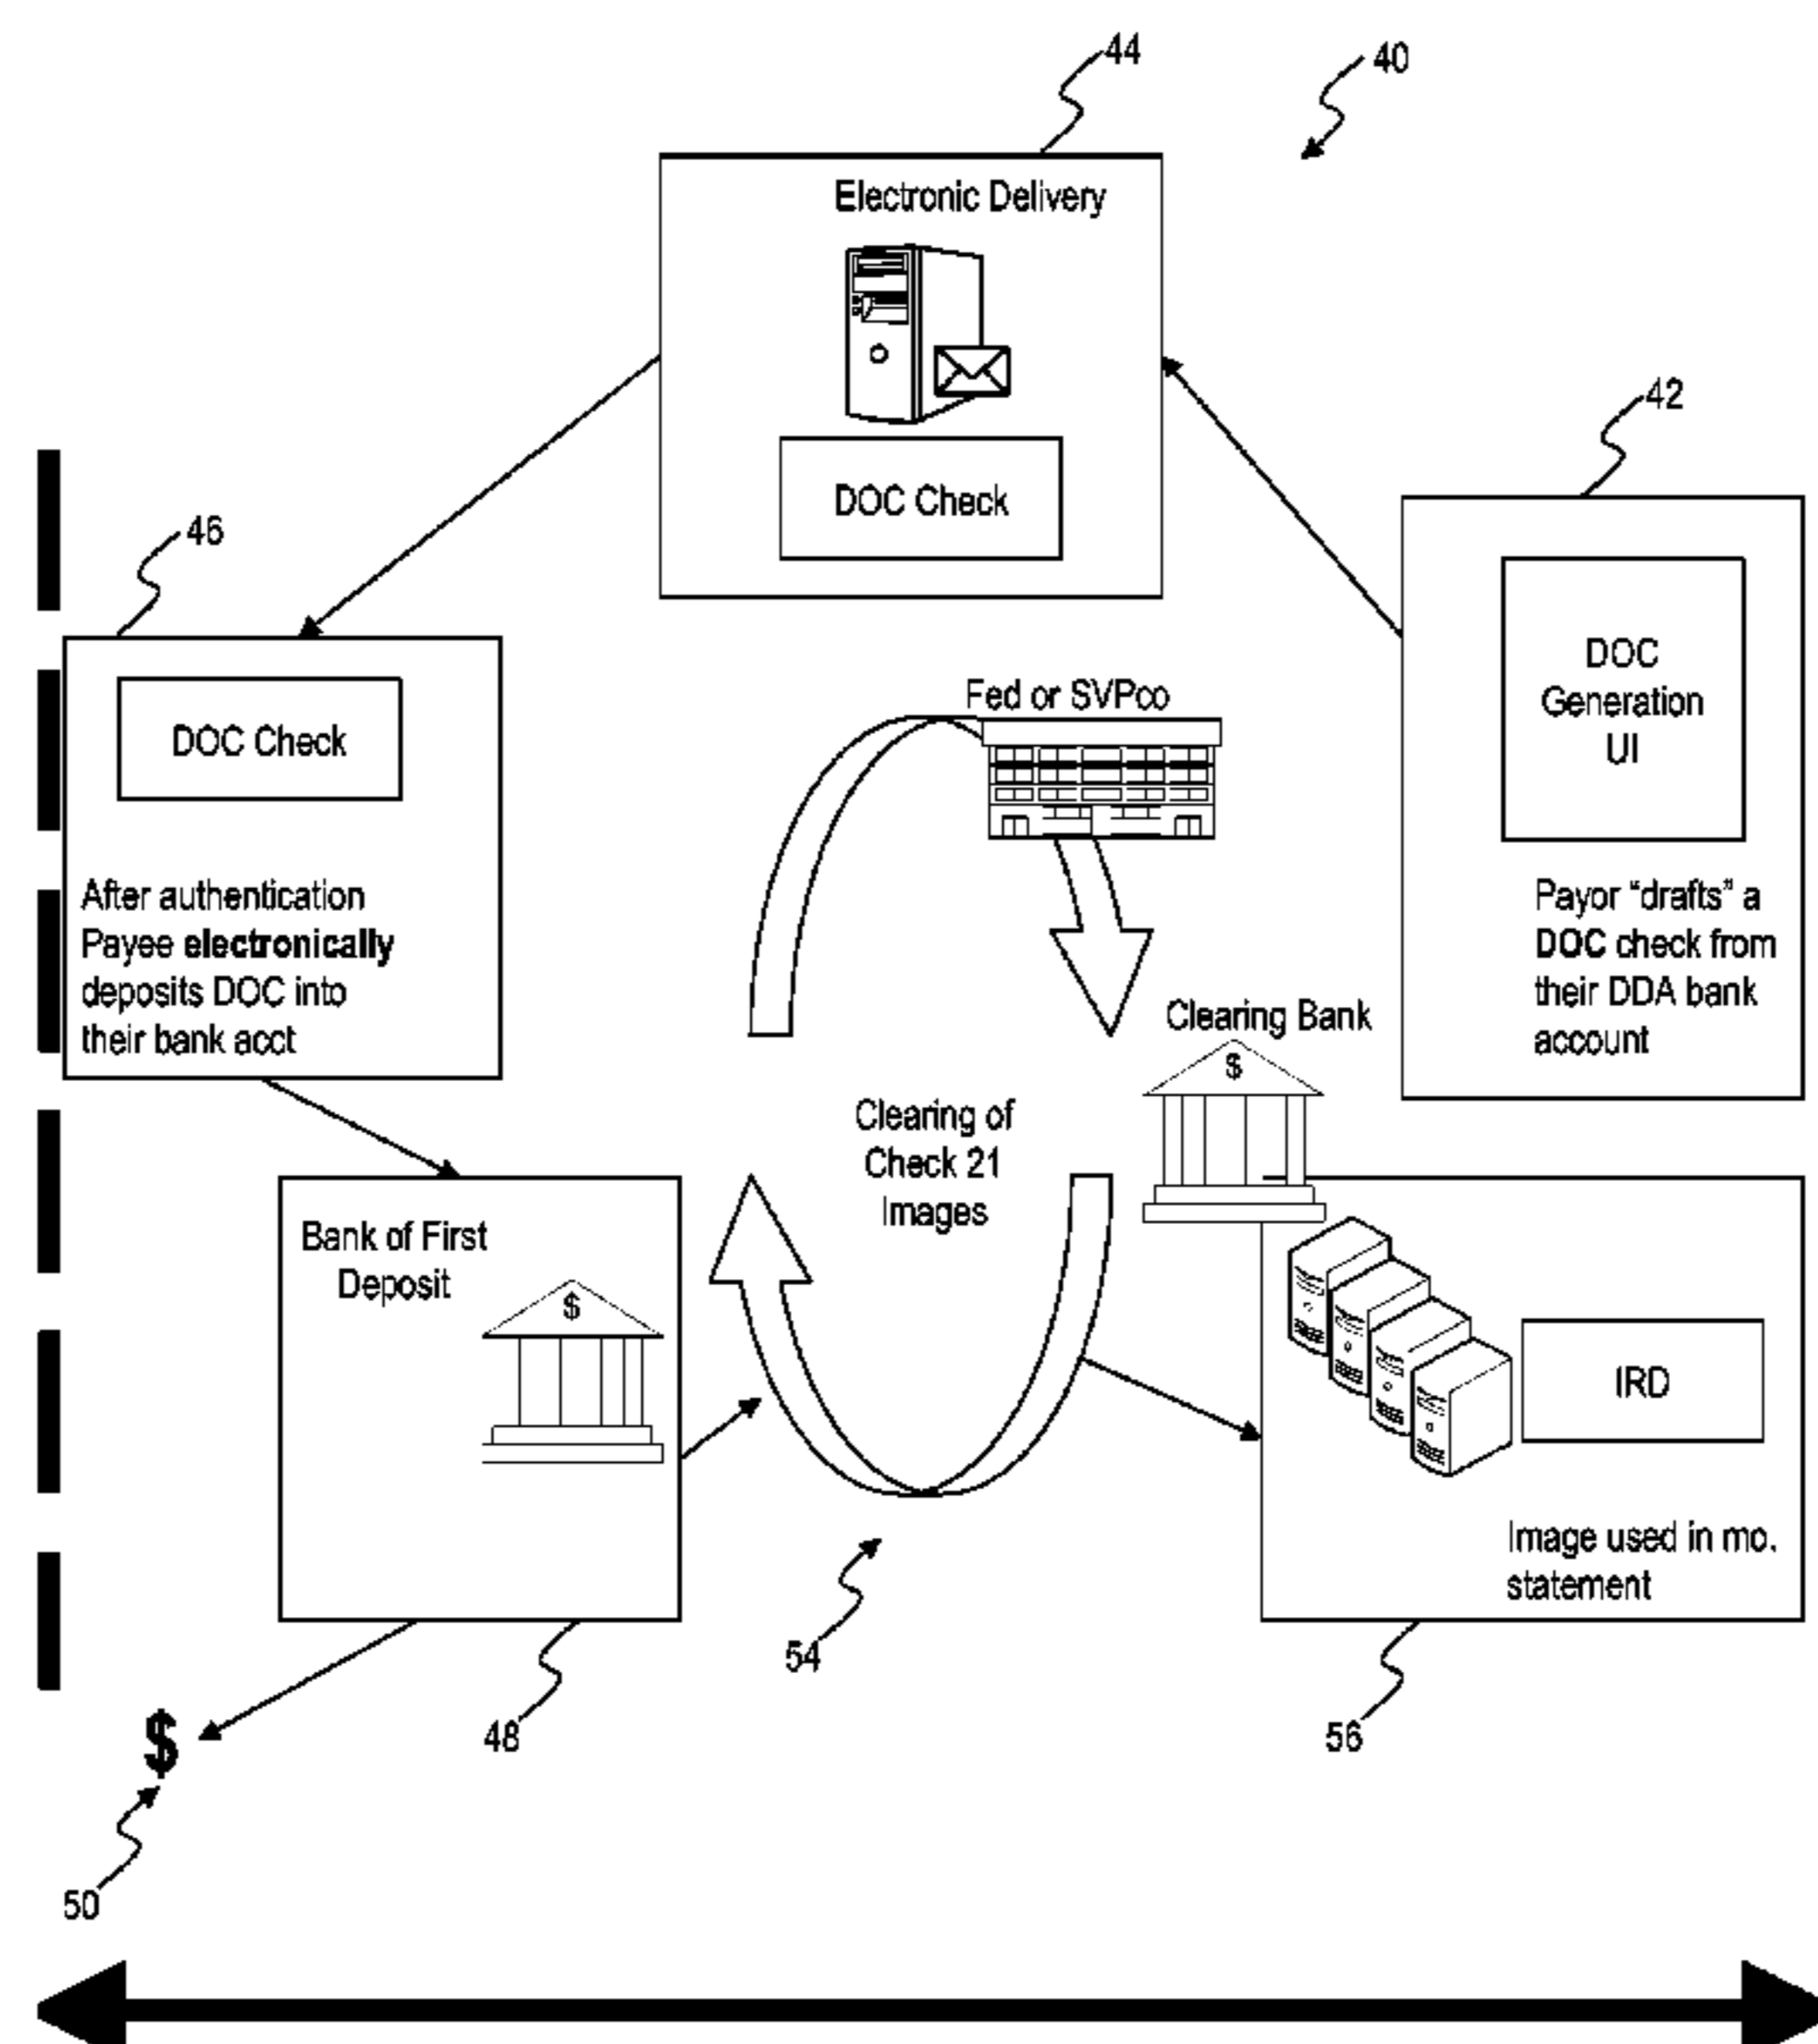 44
40
Electronic Delivery
DOC Check
42
46
DOC
Generation
UI
Payor "drafts" a
DOC check from
their DDA bank
account
DOC Check
After authentication
Payee electronically
deposits DOC into
their bank acct
Fed or SVPco
Clearing Bank
$
Clearing of
Check 21
Images
Bank of First
Deposit
$
IRD
Image used in mo.
statement
54
48
56
$
50